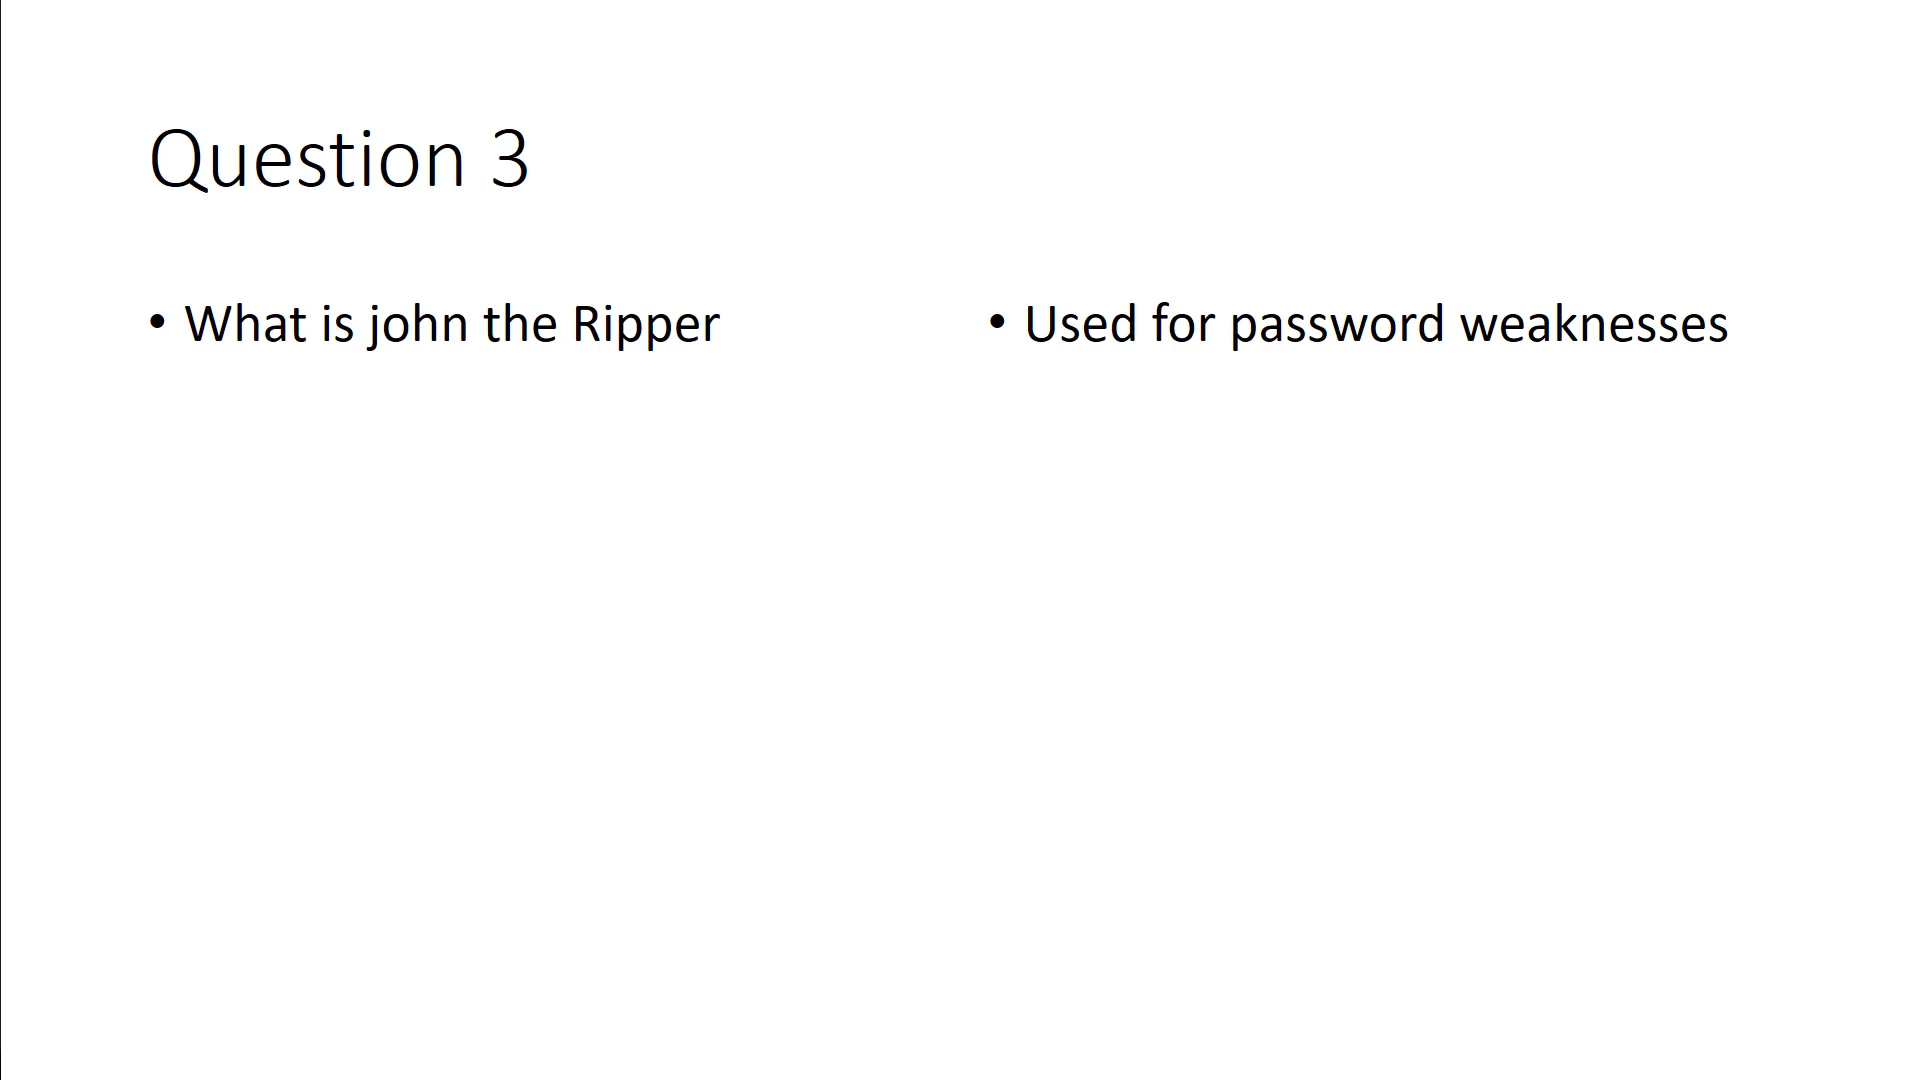 Question 3
• What is john the Ripper
• Used for password weaknesses